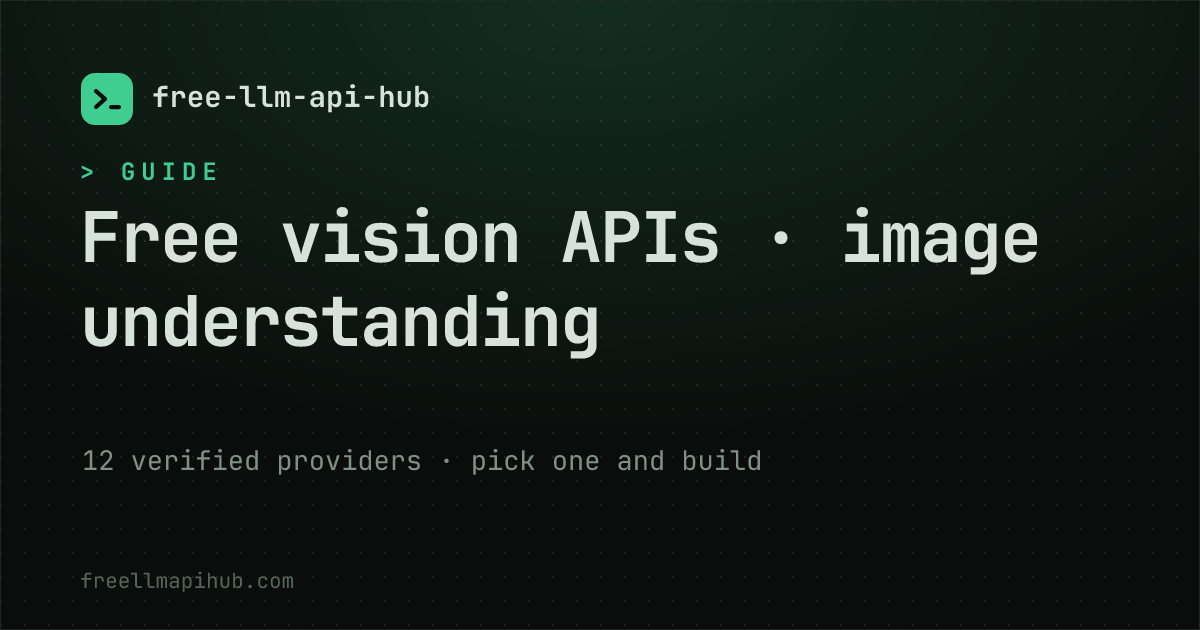 free-llm-api-hub
> GUIDE
Free vision APIs · image
understanding
12 verified providers · pick one and build
freellmapihub.com